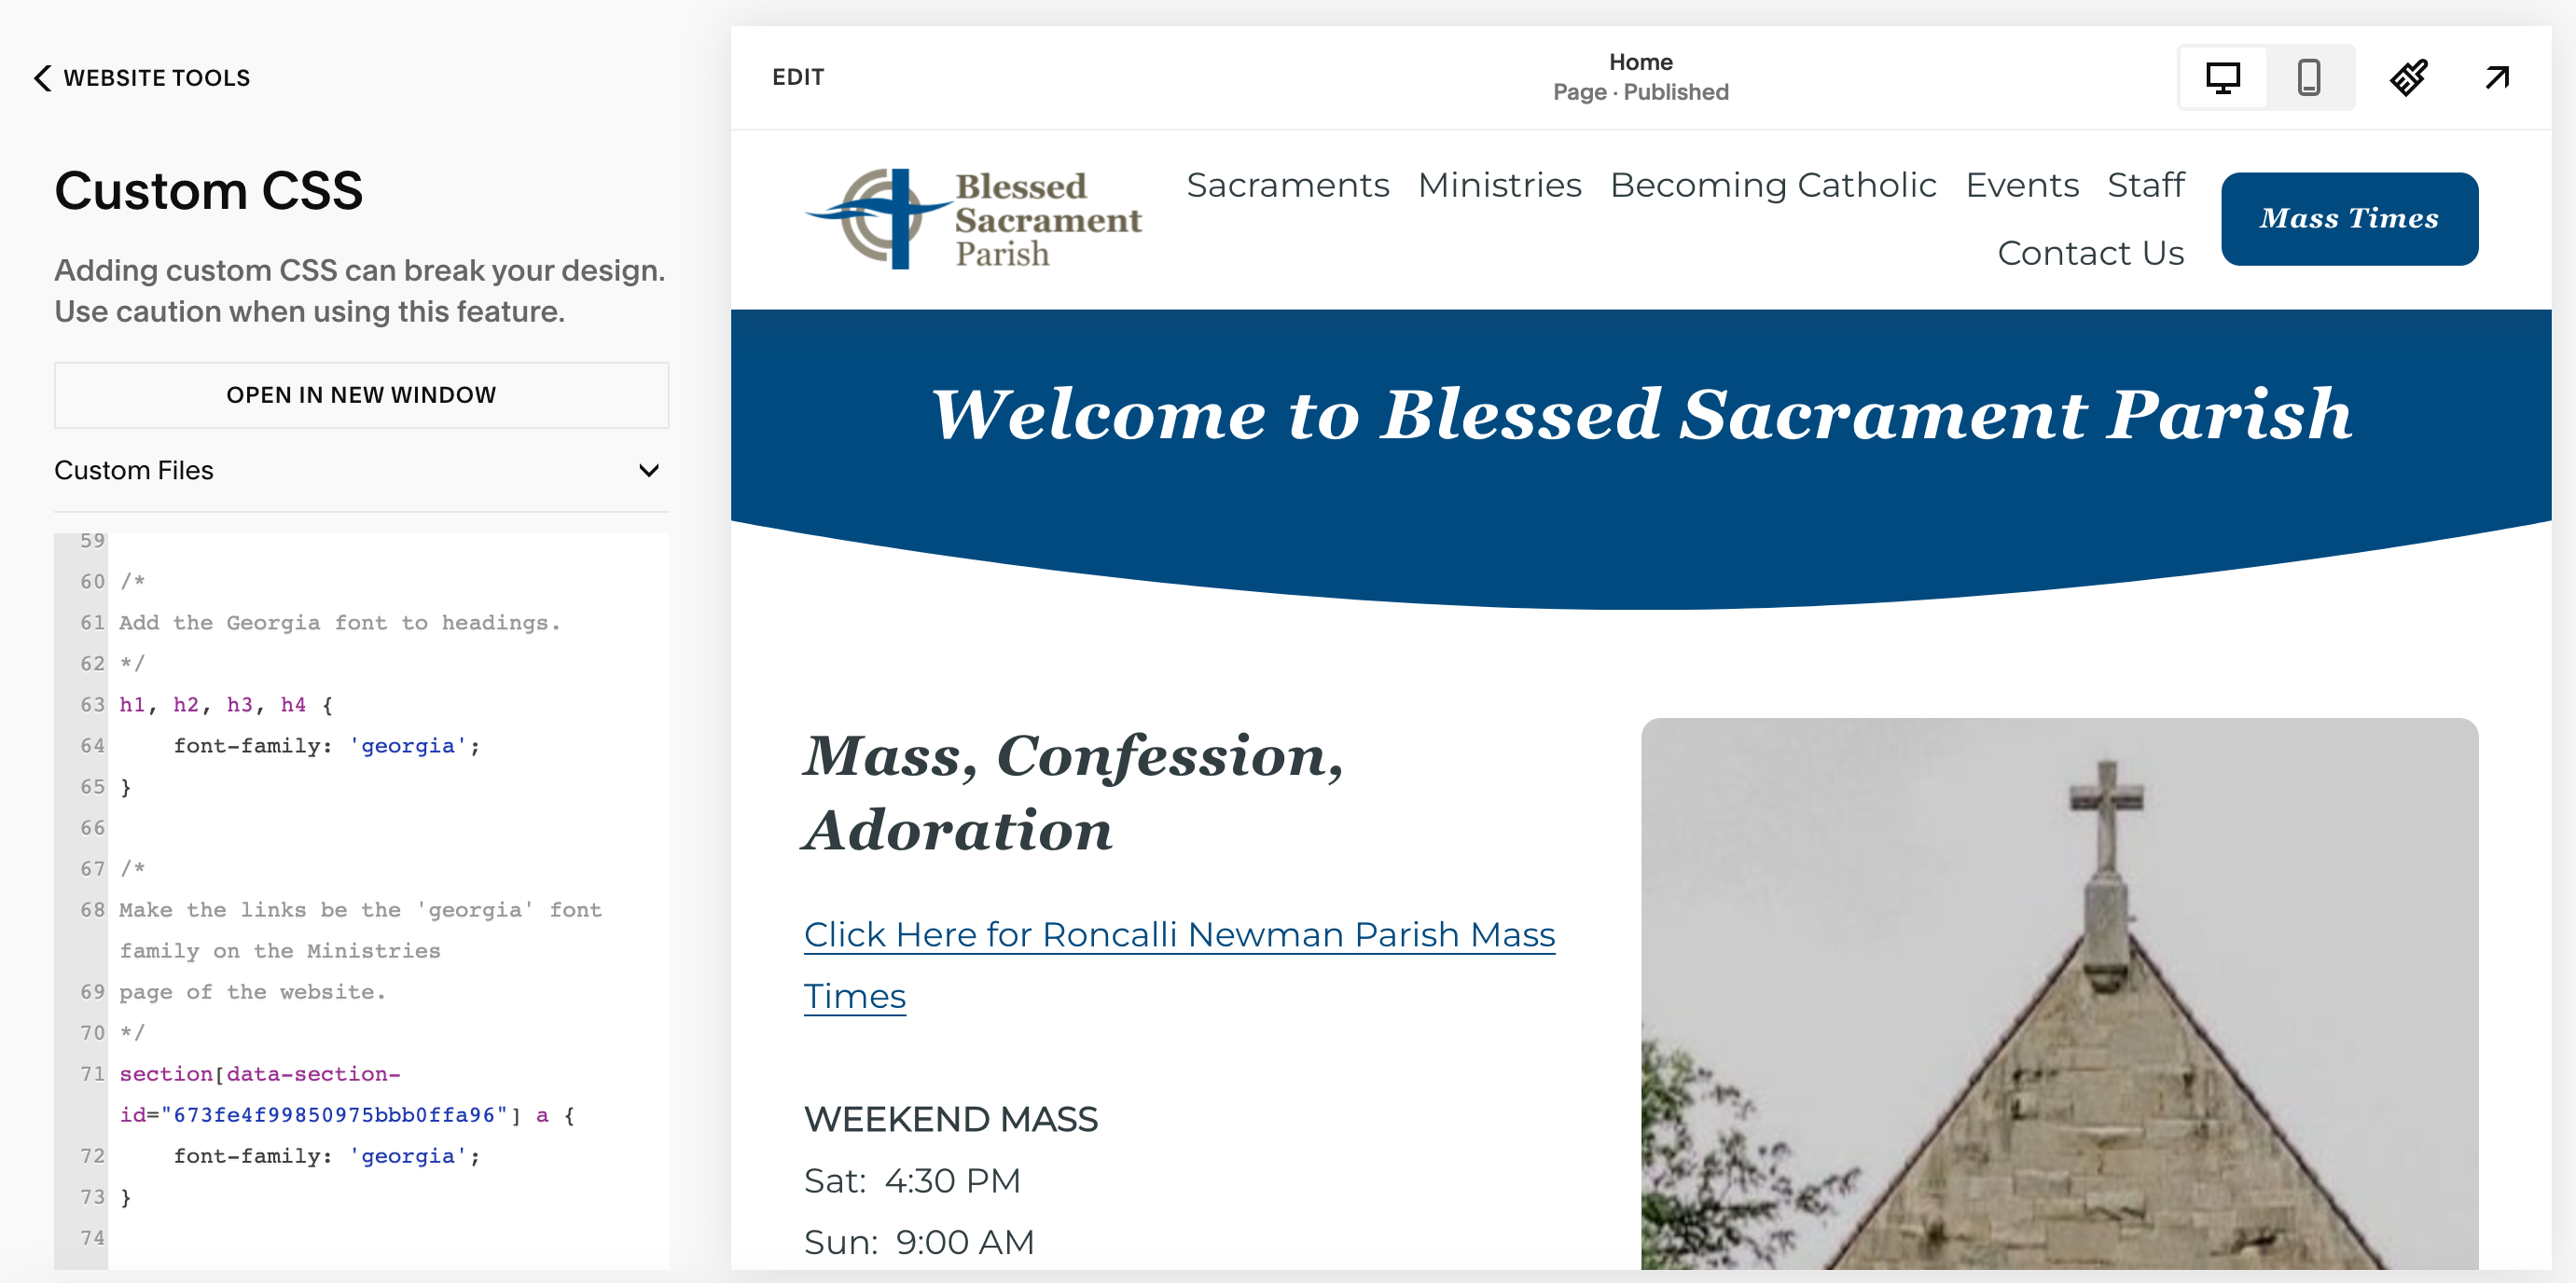 WEBSITE TOOLS
Custom CSS
Adding custom CSS can break your design.
Use caution when using this feature.
OPEN IN NEW WINDOW
Custom Files
59
60 /*
61 Add the Georgia font to headings.
62 */
63 h1, h2, h3, h4 {
64 font-family: 'georgia';
65 }
66
67 /*
68 Make the links be the 'georgia' font
family on the Ministries
69 page of the website.
70 */
71 section[data-section-
id="673fe4f99850975bbb0ffa96"] a {
72 font-family: 'georgia';
73 }
74
EDIT
Home
Page · Published
Blessed
Sacrament
Parish
Sacraments Ministries Becoming Catholic Events Staff
Contact Us
Mass Times
Welcome to Blessed Sacrament Parish
Mass, Confession,
Adoration
Click Here for Roncalli Newman Parish Mass
Times
WEEKEND MASS
Sat: 4:30 PM
Sun: 9:00 AM